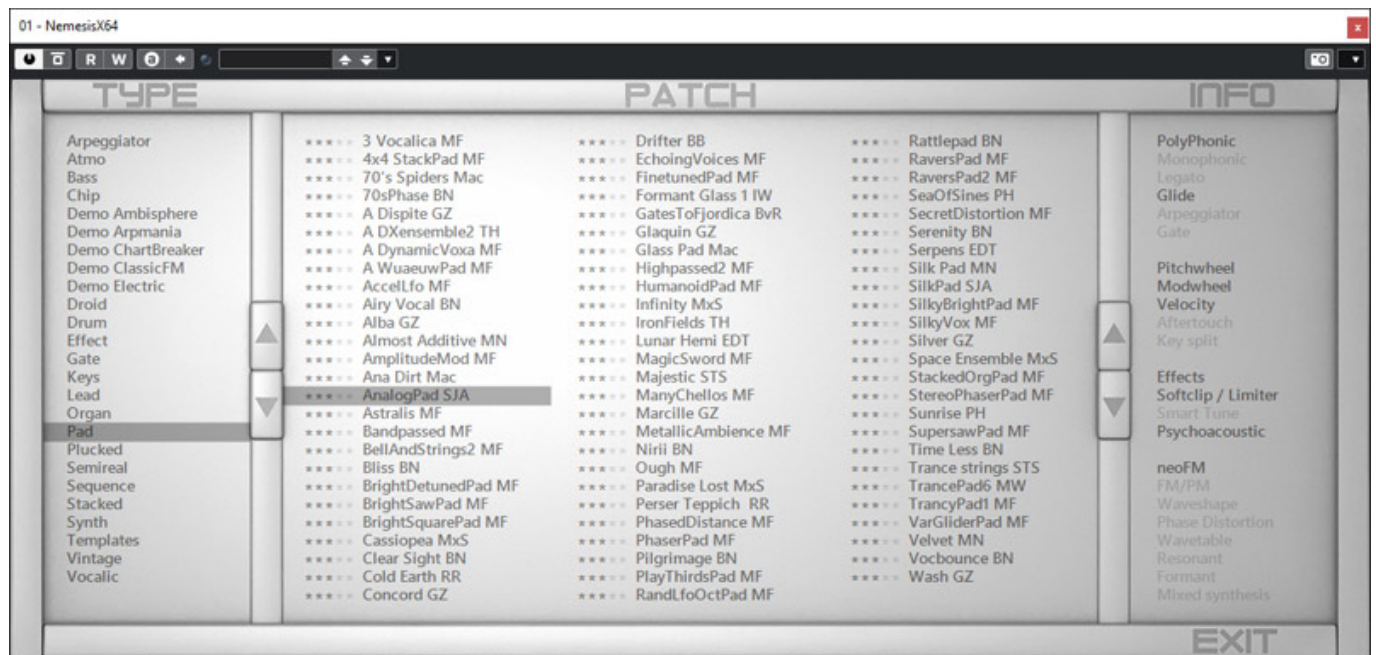 01 - NemesisX64
x
R W a
TYPE
PATCH
INFO
Arpeggiator
Atmo
Bass
Chip
Demo Ambisphere
Demo Arpmania
Demo ChartBreaker
Demo ClassicFM
Demo Electric
Droid
Drum
Effect
Gate
Keys
Lead
Organ
Pad
Plucked
Semireal
Sequence
Stacked
Synth
Templates
Vintage
Vocalic
3 Vocalica MF
4x4 StackPad MF
70's Spiders Mac
70sPhase BN
A Dispite GZ
A DXensemble2 TH
A DynamicVoxa MF
A WuaeuwPad MF
AccelLfo MF
Airy Vocal BN
Alba GZ
Almost Additive MN
AmplitudeMod MF
Ana Dirt Mac
AnalogPad SJA
Astralis MF
Bandpassed MF
BellAndStrings2 MF
Bliss BN
BrightDetunedPad MF
BrightSawPad MF
BrightSquarePad MF
Cassiopea MxS
Clear Sight BN
Cold Earth RR
Concord GZ
Drifter BB
EchoingVoices MF
FinetunedPad MF
Formant Glass 1 IW
GatesToFjordica BvR
Glaquin GZ
Glass Pad Mac
Highpassed2 MF
HumanoidPad MF
Infinity MxS
IronFields TH
Lunar Hemi EDT
MagicSword MF
Majestic STS
ManyChellos MF
Marcille GZ
MetallicAmbience MF
Nirii BN
Ough MF
Paradise Lost MxS
Perser Teppich RR
PhasedDistance MF
PhaserPad MF
Pilgrimage BN
PlayThirdsPad MF
RandLfoOctPad MF
Rattlepad BN
RaversPad MF
RaversPad2 MF
SeaOfSines PH
SecretDistortion MF
Serenity BN
Serpens EDT
Silk Pad MN
SilkPad SJA
SilkyBrightPad MF
SilkyVox MF
Silver GZ
Space Ensemble MxS
StackedOrgPad MF
StereoPhaserPad MF
Sunrise PH
SupersawPad MF
Time Less BN
Trance strings STS
TrancePad6 MW
TrancyPad1 MF
VarGliderPad MF
Velvet MN
Vocbounce BN
Wash GZ
PolyPhonic
Monophonic
Legato
Glide
Arpeggiator
Gate
Pitchwheel
Modwheel
Velocity
Aftertouch
Key split
Effects
Softclip / Limiter
Smart Tune
Psychoacoustic
neoFM
FM/PM
Waveshape
Phase Distortion
Wavetable
Resonant
Formant
Mixed synthesis
EXIT